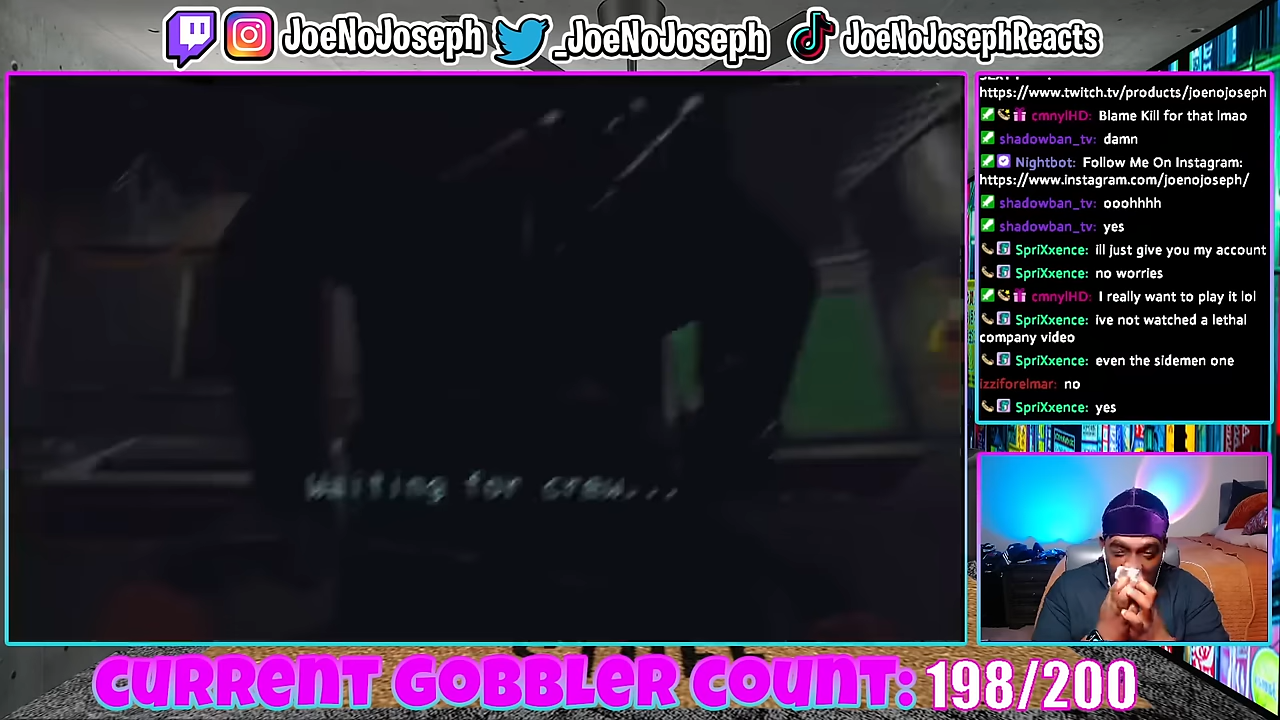 JoeNoJoseph _JoeNoJoseph JoeNoJosephReacts
https://www.twitch.tv/products/joenojoseph
cmnylHD: Blame Kill for that lmao
shadowban_tv: damn
Nightbot: Follow Me On Instagram:
https://www.instagram.com/joenojoseph/
shadowban_tv: ooohhhh
shadowban_tv: yes
SpriXxence: ill just give you my account
SpriXxence: no worries
cmnylHD: I really want to play it lol
SpriXxence: ive not watched a lethal
company video
SpriXxence: even the sidemen one
izziforelmar: no
SpriXxence: yes
Waiting for crew...
CURRENT GOBBLER COUNT: 198/200